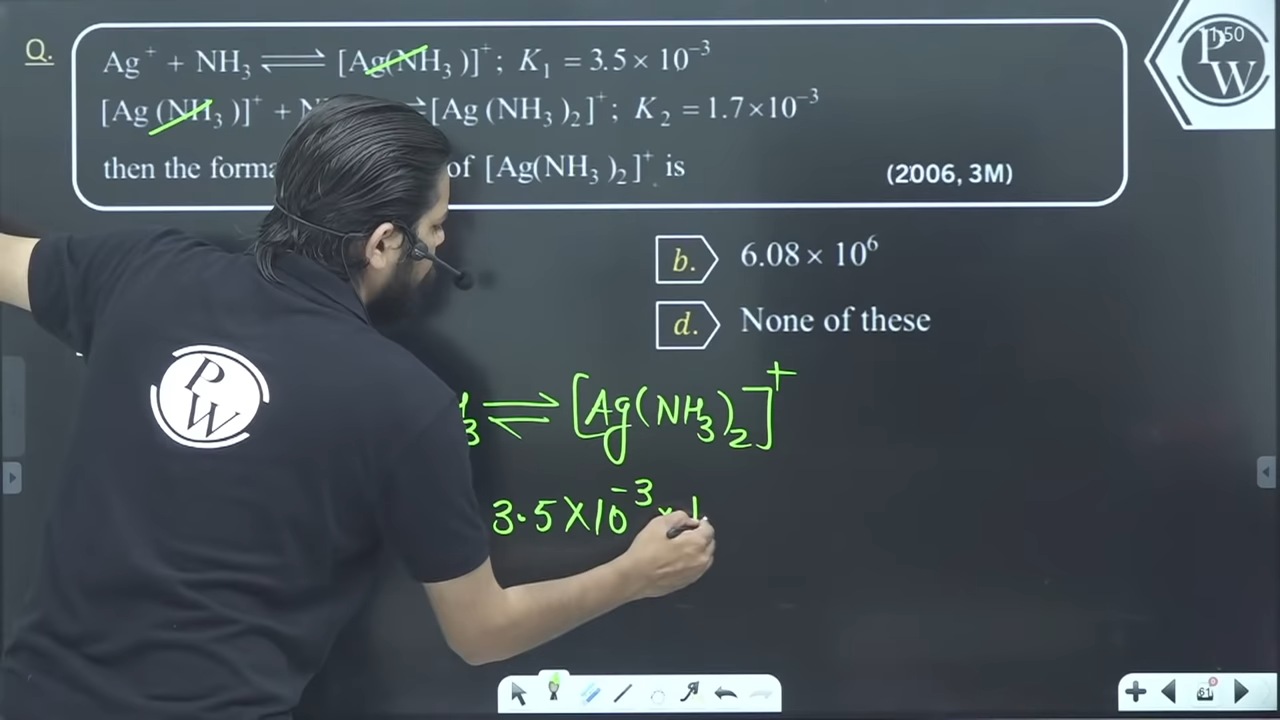 Q.
Ag⁺ + NH₃ ⇌ [Ag(NH₃)]⁺; K₁ = 3.5 × 10⁻³
[Ag(NH₃)]⁺ + ⇌ [Ag(NH₃)₂]⁺; K₂ = 1.7×10⁻³
then the of [Ag(NH₃)₂]⁺ is
(2006, 3M)
b. 6.08 × 10⁶
d. None of these
⇌ [Ag(NH₃)₂]⁺
3.5×10⁻³ ×
PW
PW
61